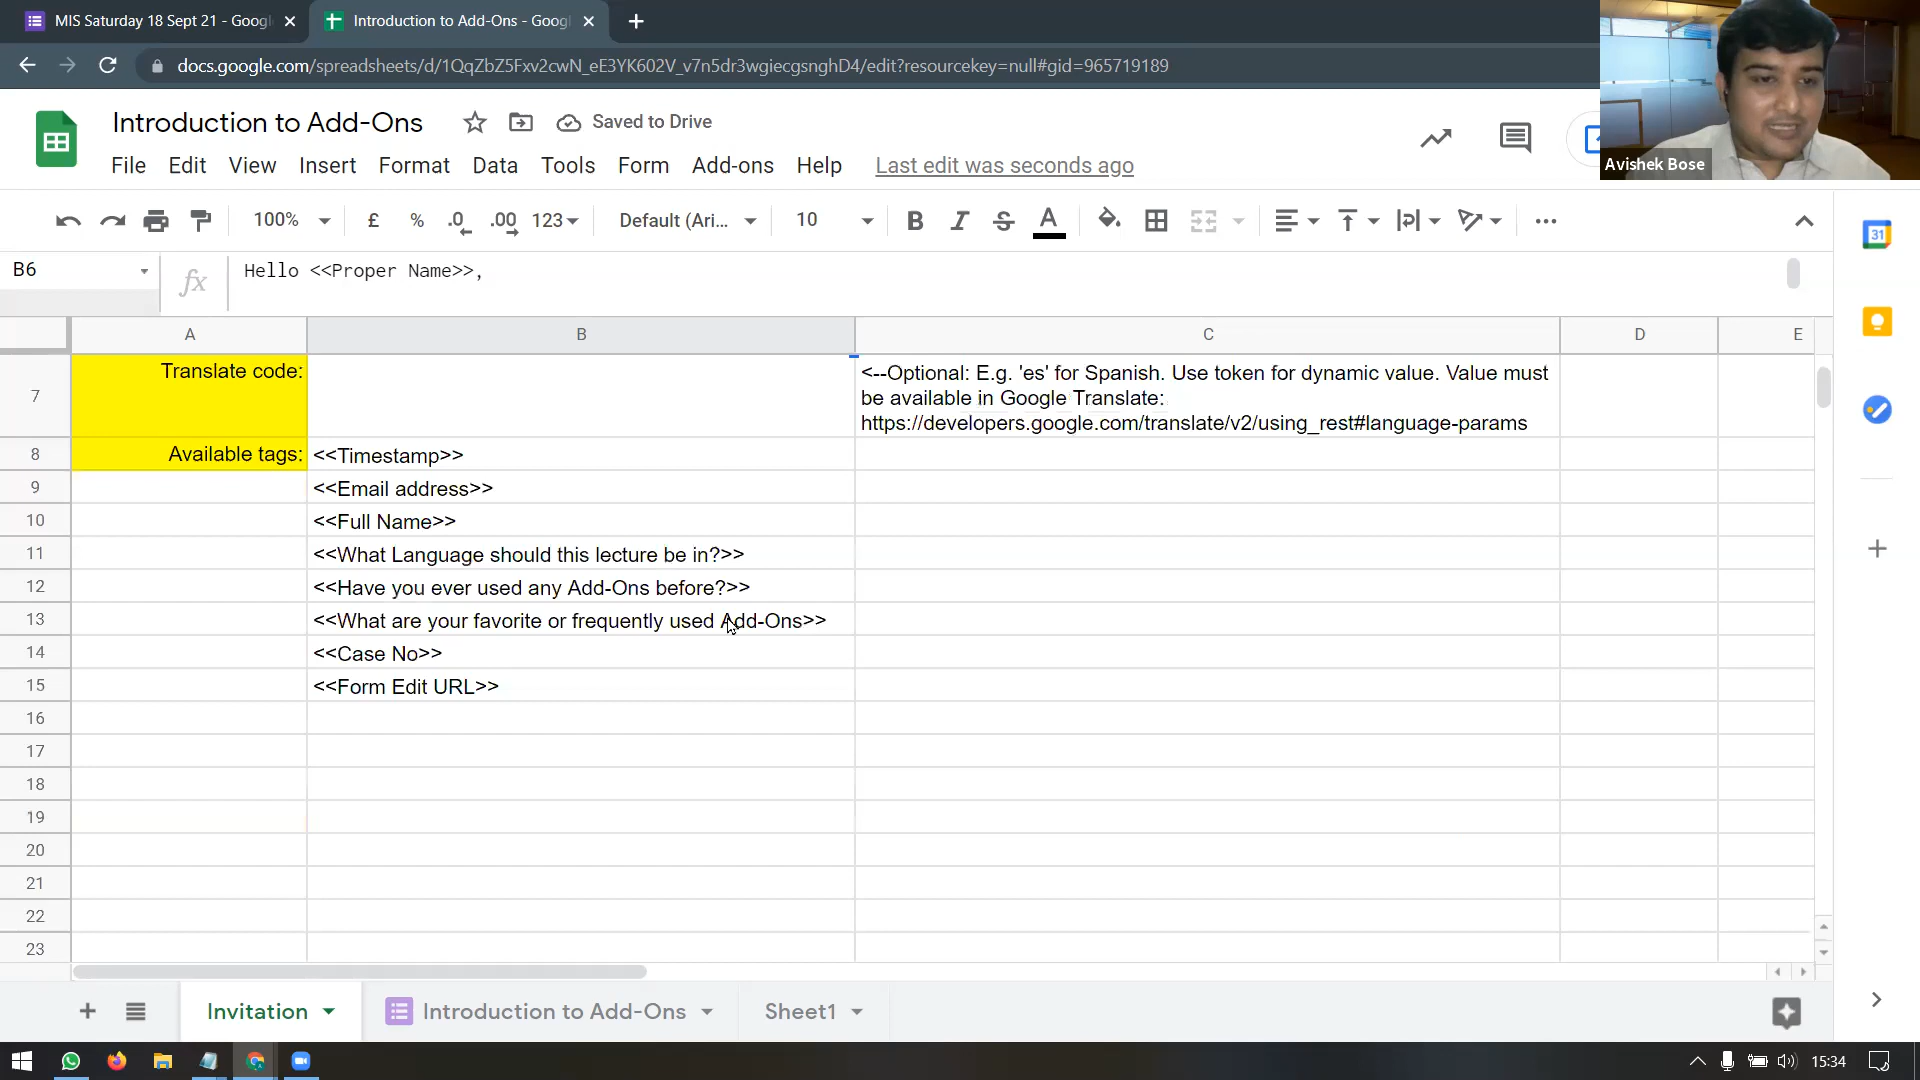 MIS Saturday 18 Sept 21 - Goog
Introduction to Add-Ons - Goog
docs.google.com/spreadsheets/d/1QqZbZ5Fxv2cwN_eE3YK602V_v7n5dr3wgiecgsnghD4/edit?resourcekey=null#gid=965719189
Avishek Bose
Introduction to Add-Ons
Saved to Drive
File Edit View Insert Format Data Tools Form Add-ons Help Last edit was seconds ago
100% £ % .0 .00 123 Default (Ari... 10 B I S A
31
B6
fx
Hello <<Proper Name>>,
A B C D E
7 Translate code:
<--Optional: E.g. 'es' for Spanish. Use token for dynamic value. Value must
be available in Google Translate:
https://developers.google.com/translate/v2/using_rest#language-params
8 Available tags: <<Timestamp>>
9 <<Email address>>
10 <<Full Name>>
11 <<What Language should this lecture be in?>>
12 <<Have you ever used any Add-Ons before?>>
13 <<What are your favorite or frequently used Add-Ons>>
14 <<Case No>>
15 <<Form Edit URL>>
16
17
18
19
20
21
22
23
Invitation
Introduction to Add-Ons
Sheet1
15:34